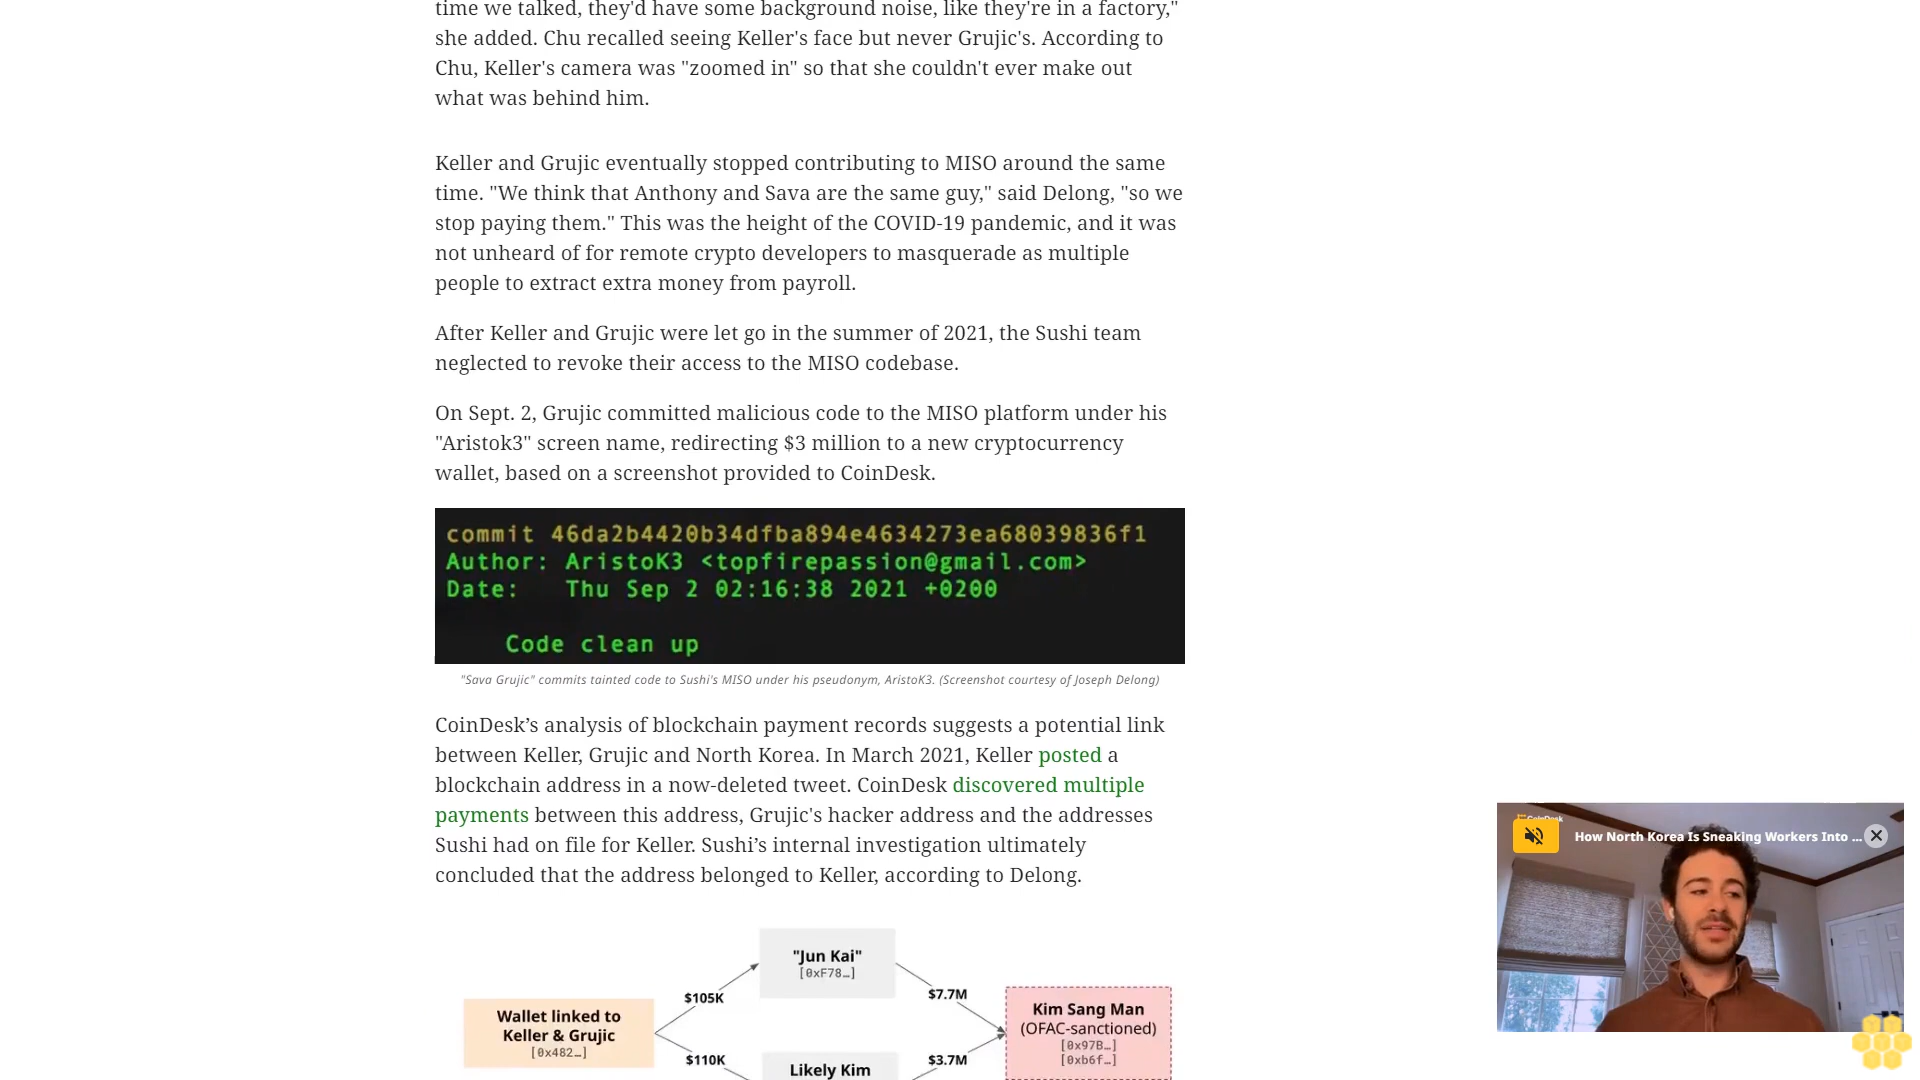 time we talked, they'd have some background noise, like they're in a factory,"
she added. Chu recalled seeing Keller's face but never Grujic's. According to
Chu, Keller's camera was "zoomed in" so that she couldn't ever make out
what was behind him.
Keller and Grujic eventually stopped contributing to MISO around the same
time. "We think that Anthony and Sava are the same guy," said Delong, "so we
stop paying them." This was the height of the COVID-19 pandemic, and it was
not unheard of for remote crypto developers to masquerade as multiple
people to extract extra money from payroll.
After Keller and Grujic were let go in the summer of 2021, the Sushi team
neglected to revoke their access to the MISO codebase.
On Sept. 2, Grujic committed malicious code to the MISO platform under his
"Aristok3" screen name, redirecting $3 million to a new cryptocurrency
wallet, based on a screenshot provided to CoinDesk.
commit 46da2b4420b34dfba894e4634273ea68039836f1
Author: AristoK3 <topfirepassion@gmail.com>
Date: Thu Sep 2 02:16:38 2021 +0200
Code clean up
"Sava Grujic" commits tainted code to Sushi's MISO under his pseudonym, AristoK3. (Screenshot courtesy of Joseph Delong)
CoinDesk’s analysis of blockchain payment records suggests a potential link
between Keller, Grujic and North Korea. In March 2021, Keller posted a
blockchain address in a now-deleted tweet. CoinDesk discovered multiple
payments between this address, Grujic's hacker address and the addresses
Sushi had on file for Keller. Sushi’s internal investigation ultimately
concluded that the address belonged to Keller, according to Delong.
"Jun Kai"
[0xF78…]
$105K
$7.7M
Wallet linked to
Keller & Grujic
[0x482…]
Kim Sang Man
(OFAC-sanctioned)
[0x97B…]
[0xb6f…]
$110K
$3.7M
Likely Kim
CoinDesk
How North Korea Is Sneaking Workers Into ...